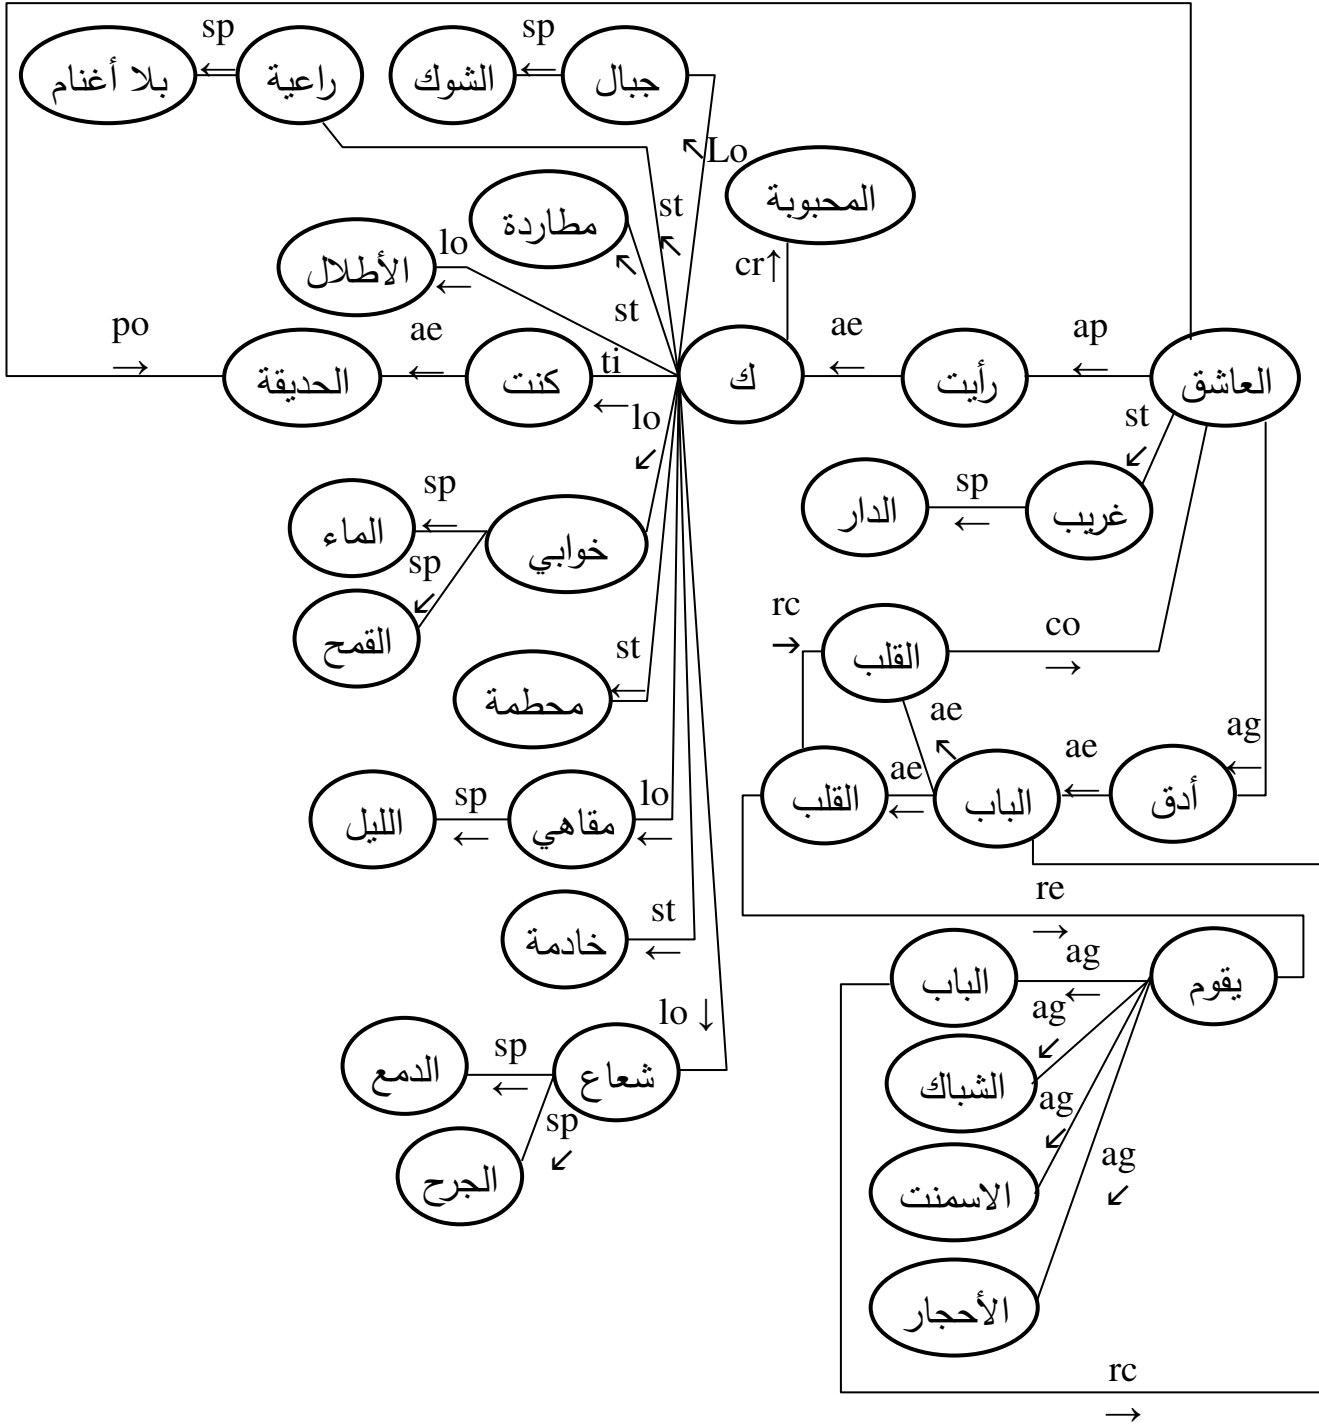 sp
sp
بلا أغنام
راعية
الشوك
جبال
Lo
المحبوبة
st
مطاردة
lo
الأطلال
cr
st
po
ae
ti
ae
ap
الحديقة
كنت
ك
رأيت
العاشق
lo
st
sp
sp
الماء
خوابي
الدار
غريب
sp
القمح
rc
co
القلب
st
محطمة
ae
ag
sp
lo
ae
ae
الليل
مقاهي
القلب
الباب
أدق
re
st
خادمة
ag
الباب
يقوم
lo
ag
sp
الدمع
شعاع
الشباك
ag
sp
ag
الجرح
الاسمنت
الأحجار
rc